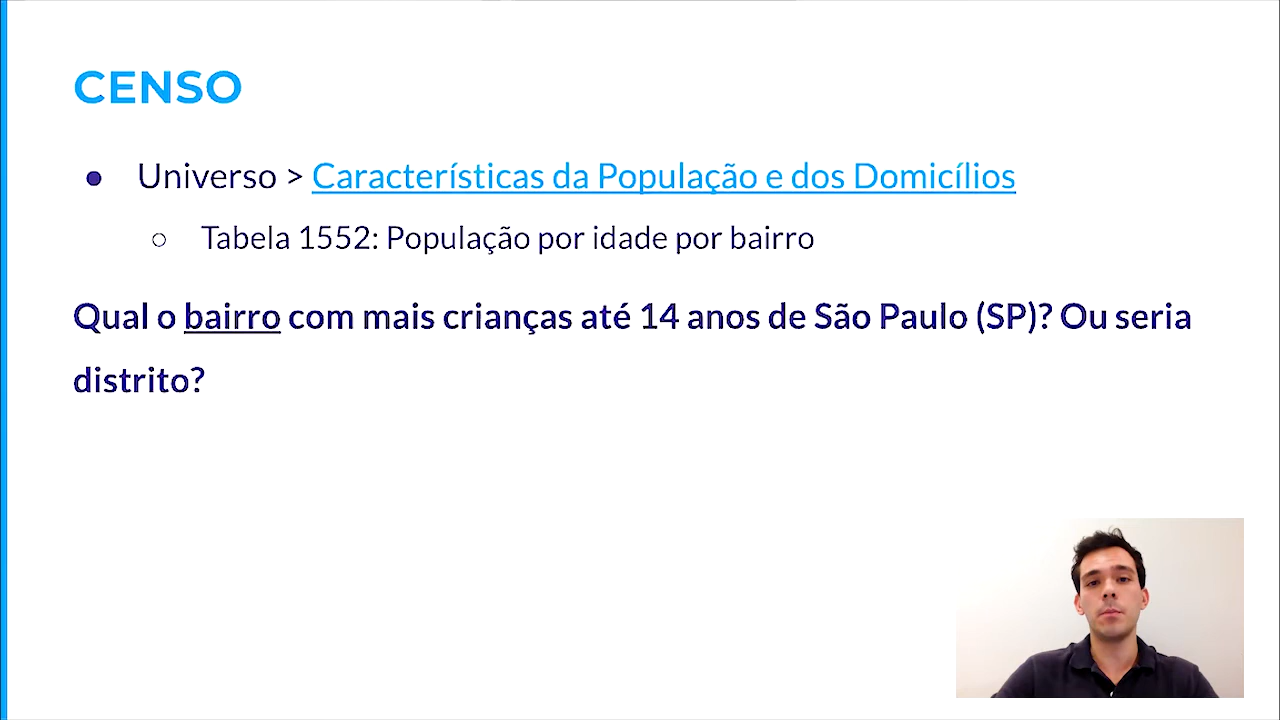 CENSO
● Universo > Características da População e dos Domicílios
○ Tabela 1552: População por idade por bairro
Qual o bairro com mais crianças até 14 anos de São Paulo (SP)? Ou seria
distrito?